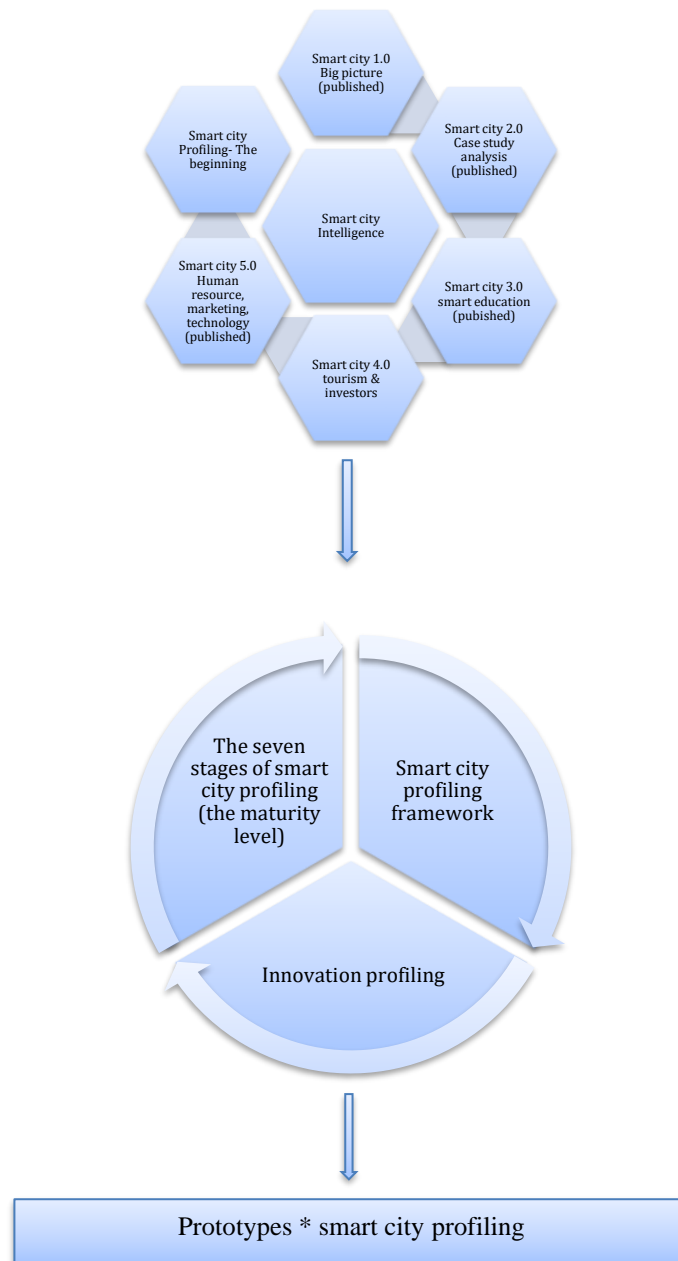 Smart city 1.0
Big picture
(published)
Smart city 2.0
Case study
analysis
(published)
Smart city 3.0
smart education
(pubished)
Smart city 4.0
tourism &
investors
Smart city 5.0
Human
resource,
marketing,
technology
(published)
Smart city
Profiling- The
beginning
Smart city
Intelligence
The seven
stages of smart
city profiling
(the maturity
level)
Smart city
profiling
framework
Innovation profiling
Prototypes * smart city profiling